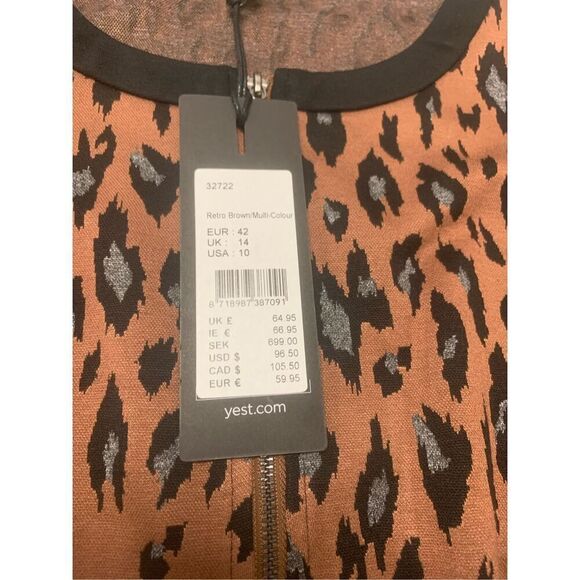 32722
Retro Brown/Multi-Colour
EUR : 42
UK : 14
USA : 10
8 718987 387091
UK £ 64.95
IE € 66.95
SEK 699.00
USD $ 96.50
CAD $ 105.50
EUR € 59.95
yest.com